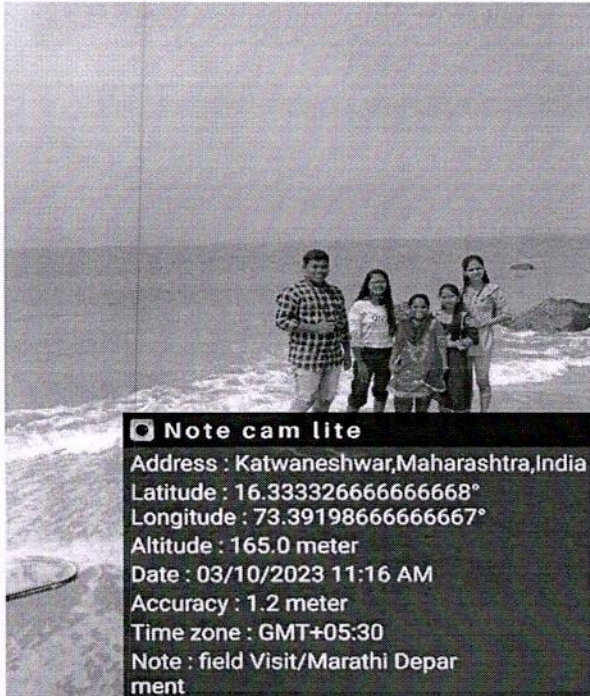 Note cam lite
Address : Katwaneshwar,Maharashtra,India
Latitude : 16.333326666666668°
Longitude : 73.39198666666667°
Altitude : 165.0 meter
Date : 03/10/2023 11:16 AM
Accuracy : 1.2 meter
Time zone : GMT+05:30
Note : field Visit/Marathi Depar
ment